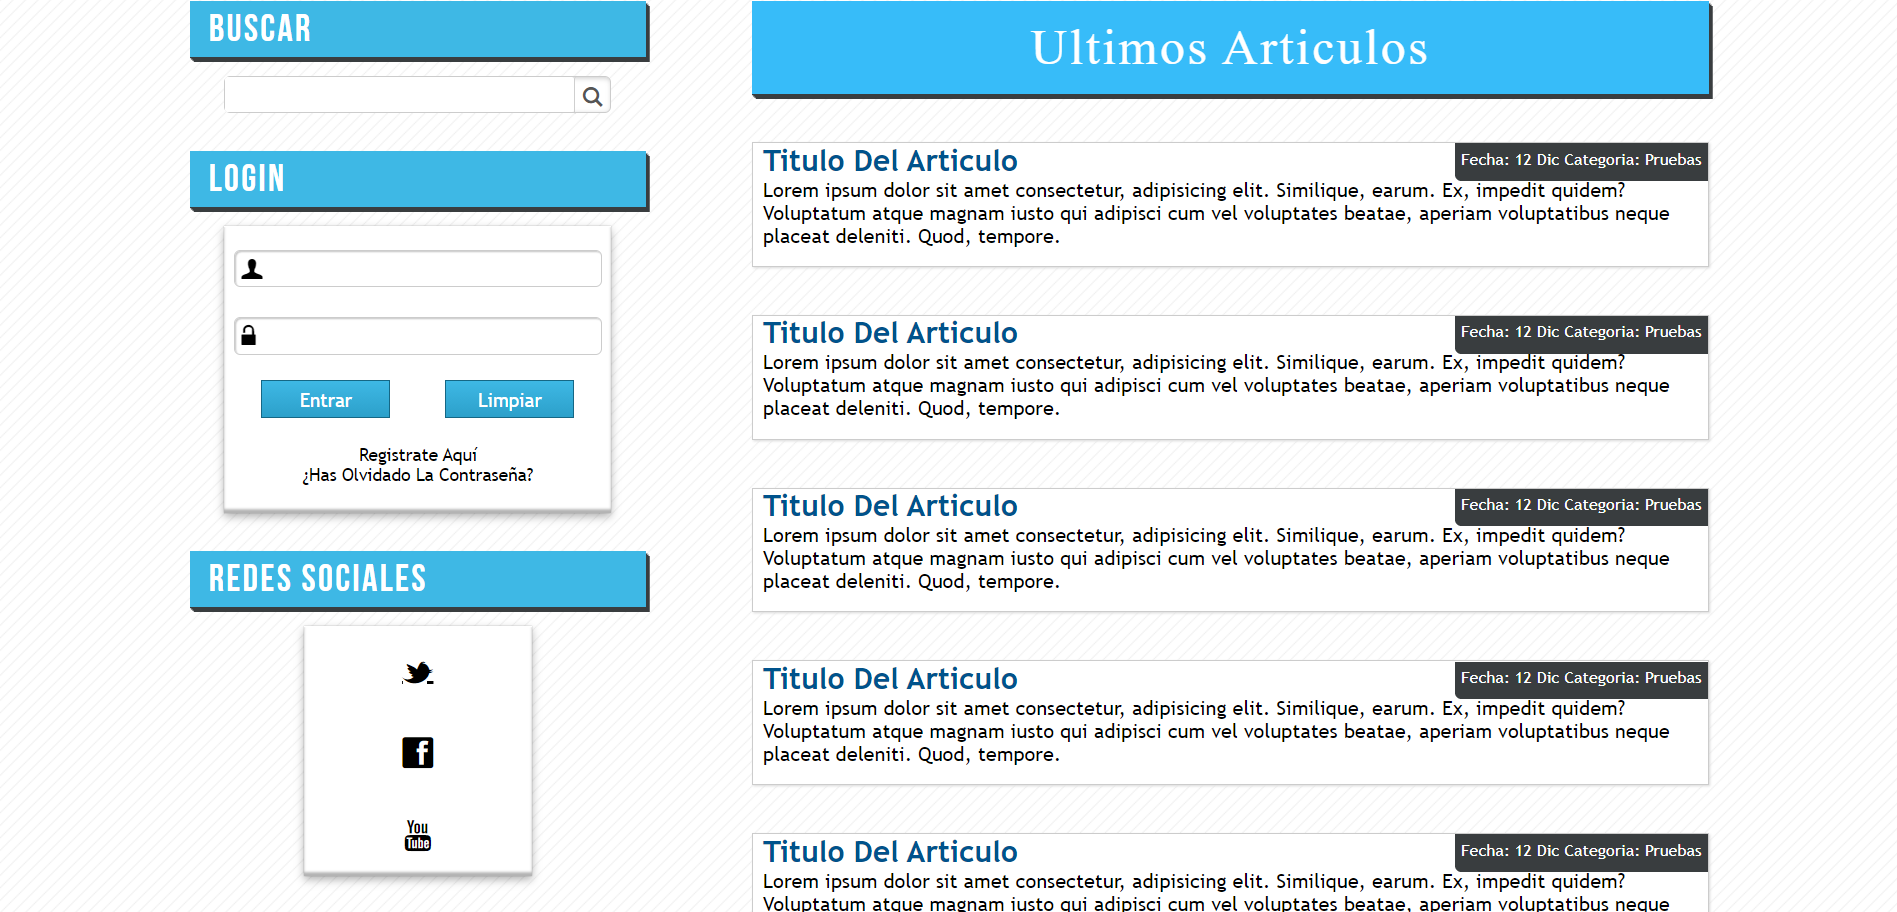 BUSCAR
LOGIN
Entrar
Limpiar
Registrate Aquí
¿Has Olvidado La Contraseña?
REDES SOCIALES
You
Tube
Ultimos Articulos
Titulo Del Articulo
Fecha: 12 Dic Categoria: Pruebas
Lorem ipsum dolor sit amet consectetur, adipisicing elit. Similique, earum. Ex, impedit quidem?
Voluptatum atque magnam iusto qui adipisci cum vel voluptates beatae, aperiam voluptatibus neque
placeat deleniti. Quod, tempore.
Titulo Del Articulo
Fecha: 12 Dic Categoria: Pruebas
Lorem ipsum dolor sit amet consectetur, adipisicing elit. Similique, earum. Ex, impedit quidem?
Voluptatum atque magnam iusto qui adipisci cum vel voluptates beatae, aperiam voluptatibus neque
placeat deleniti. Quod, tempore.
Titulo Del Articulo
Fecha: 12 Dic Categoria: Pruebas
Lorem ipsum dolor sit amet consectetur, adipisicing elit. Similique, earum. Ex, impedit quidem?
Voluptatum atque magnam iusto qui adipisci cum vel voluptates beatae, aperiam voluptatibus neque
placeat deleniti. Quod, tempore.
Titulo Del Articulo
Fecha: 12 Dic Categoria: Pruebas
Lorem ipsum dolor sit amet consectetur, adipisicing elit. Similique, earum. Ex, impedit quidem?
Voluptatum atque magnam iusto qui adipisci cum vel voluptates beatae, aperiam voluptatibus neque
placeat deleniti. Quod, tempore.
Titulo Del Articulo
Fecha: 12 Dic Categoria: Pruebas
Lorem ipsum dolor sit amet consectetur, adipisicing elit. Similique, earum. Ex, impedit quidem?
Voluptatum atque magnam iusto qui adipisci cum vel voluptates beatae, aperiam voluptatibus neque